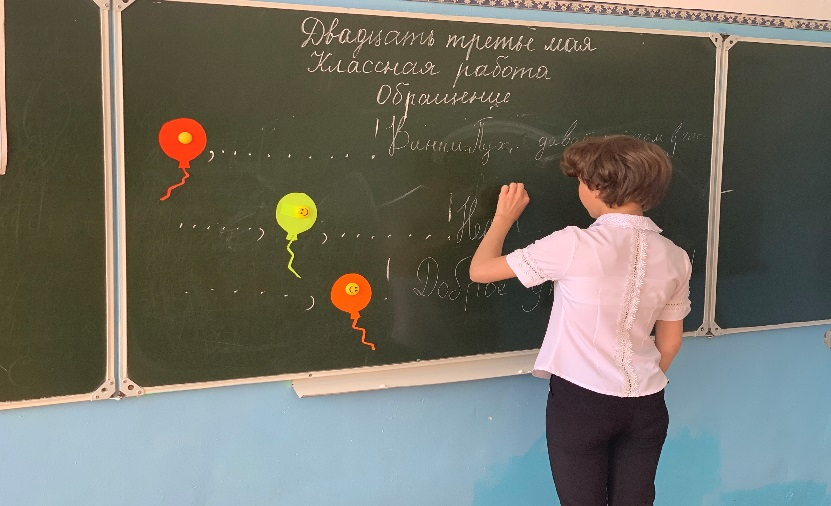 Двадцать третье мая
Классная работа
Обращение
, . . . . . . . . ! Винни Пух,
. . . . . . , , . . . . . . . . !
. . . . . . , ! Доброе